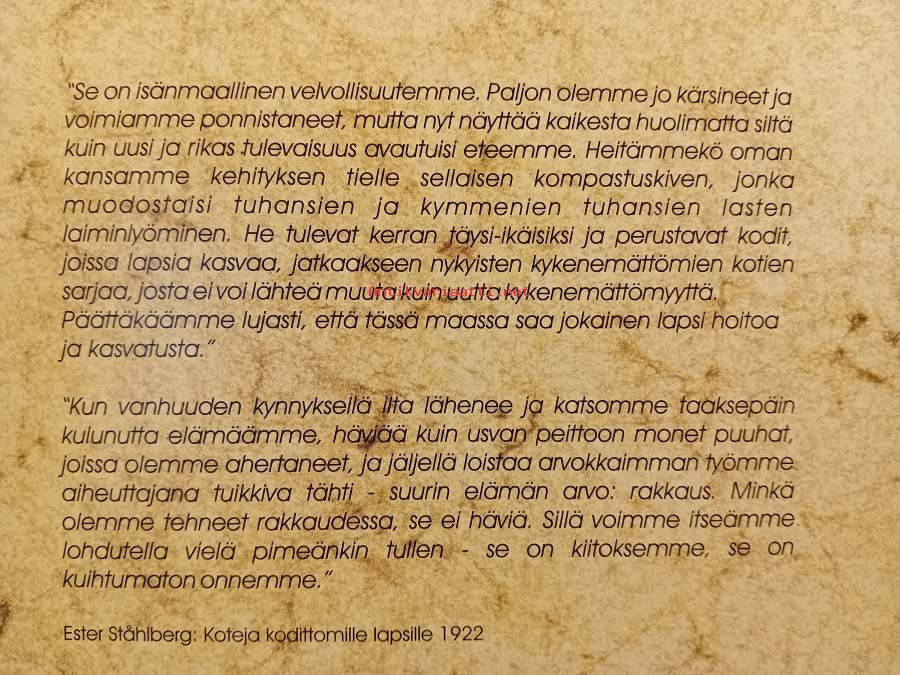 "Se on isänmaallinen velvollisuutemme. Paljon olemme jo kärsineet ja
voimiamme ponnistaneet, mutta nyt näyttää kaikesta huolimatta siltä
kuin uusi ja rikas tulevaisuus avautuisi eteemme. Heitämmekö oman
kansamme kehityksen tielle sellaisen kompastuskiven, jonka
muodostaisi tuhansien ja kymmenien tuhansien lasten
laiminlyöminen. He tulevat kerran täysi-ikäisiksi ja perustavat kodit,
joissa lapsia kasvaa, jatkaakseen nykyisten kykenemättömien kotien
sarjaa, josta ei voi lähteä muuta kuin uutta kykenemättömyyttä.
Päättäkäämme lujasti, että tässä maassa saa jokainen lapsi hoitoa
ja kasvatusta."
"Kun vanhuuden kynnyksellä ilta lähenee ja katsomme taaksepäin
kulunutta elämäämme, häviää kuin usvan peittoon monet puuhat,
joissa olemme ahertaneet, ja jäljellä loistaa arvokkaimman työmme
aiheuttajana tuikkiva tähti - suurin elämän arvo: rakkaus. Minkä
olemme tehneet rakkaudessa, se ei häviä. Sillä voimme itseämme
lohdutella vielä pimeänkin tullen - se on kiitoksemme, se on
kuihtumaton onnemme."
Ester Ståhlberg: Koteja kodittomille lapsille 1922